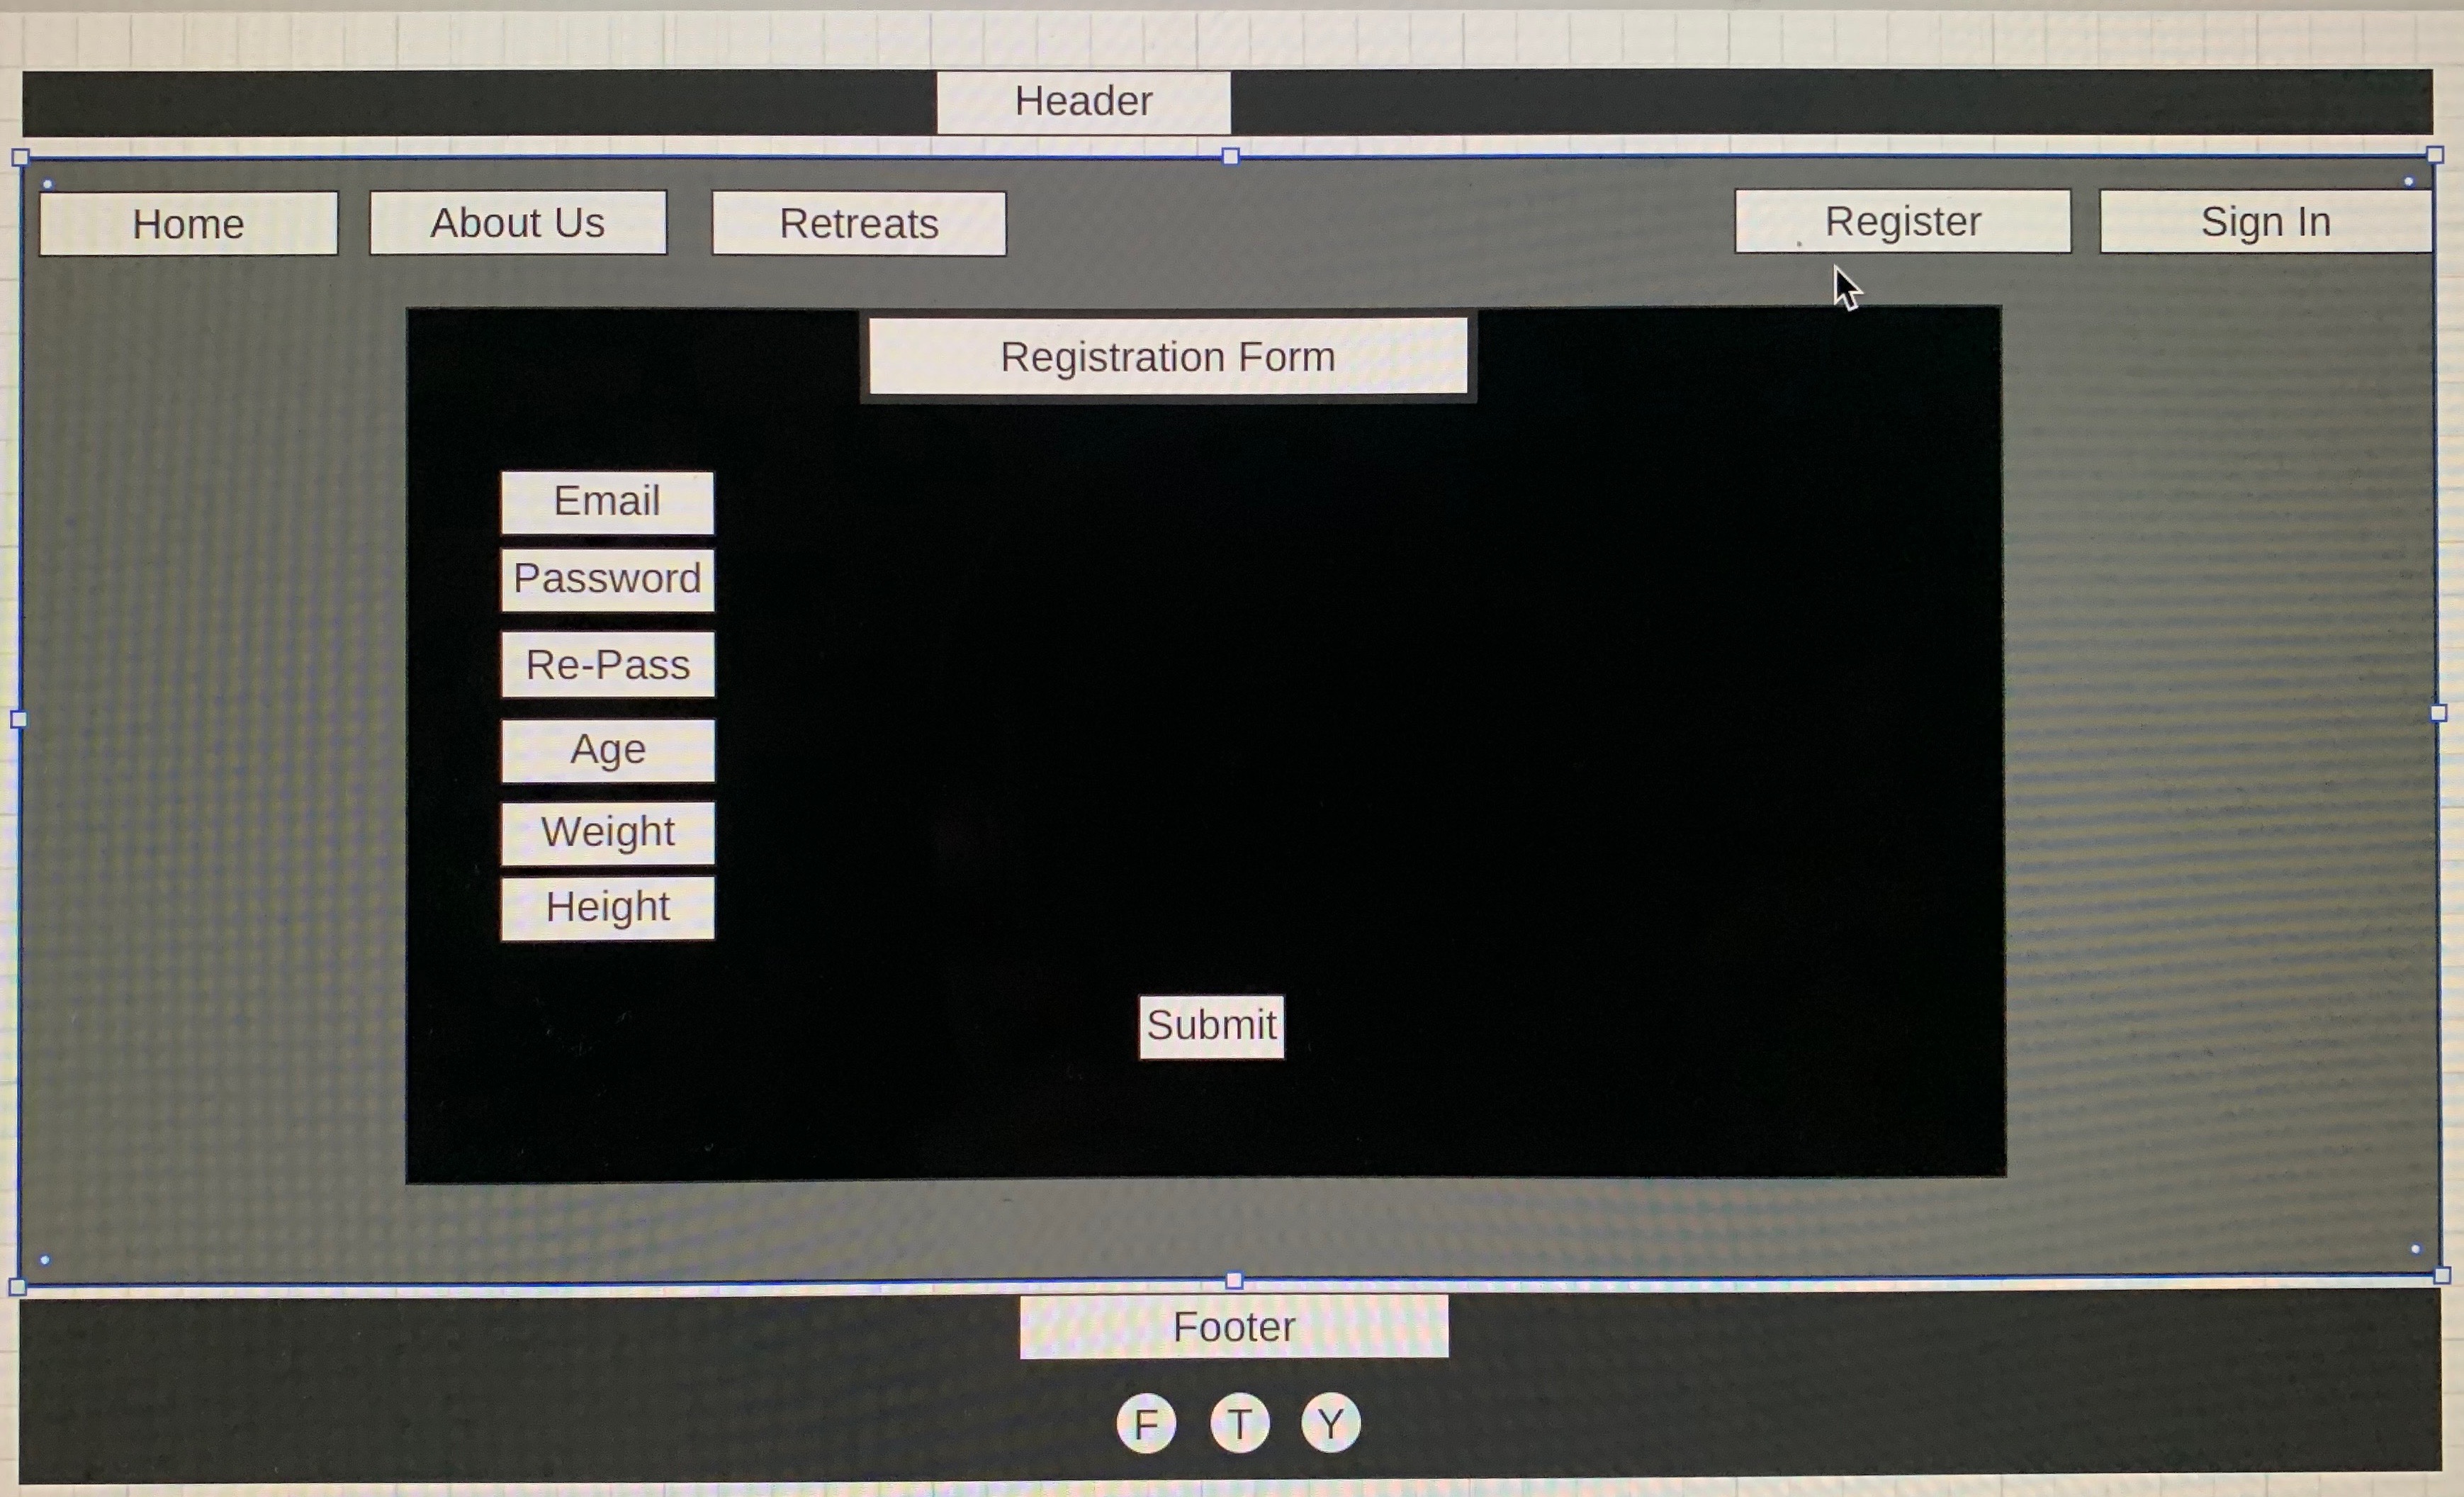 Header
Home About Us Retreats Register Sign In
Registration Form
Email
Password
Re-Pass
Age
Weight
Height
Submit
Footer
F T Y